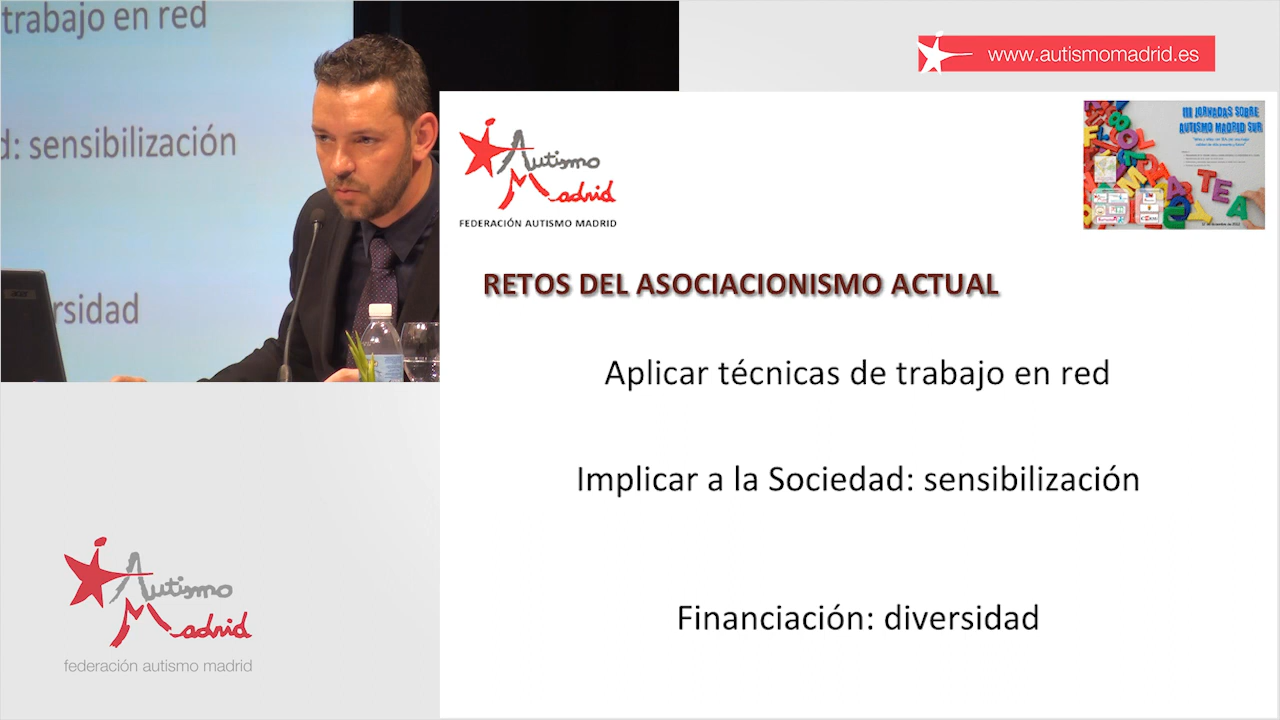 trabajo en red
d: sensibilización
rsidad
acer
www.autismomadrid.es
Autismo
Madrid
FEDERACIÓN AUTISMO MADRID
III JORNADAS SOBRE
AUTISMO MADRID SUR
TEA
RETOS DEL ASOCIACIONISMO ACTUAL
Aplicar técnicas de trabajo en red
Implicar a la Sociedad: sensibilización
Financiación: diversidad
Autismo
Madrid
federación autismo madrid